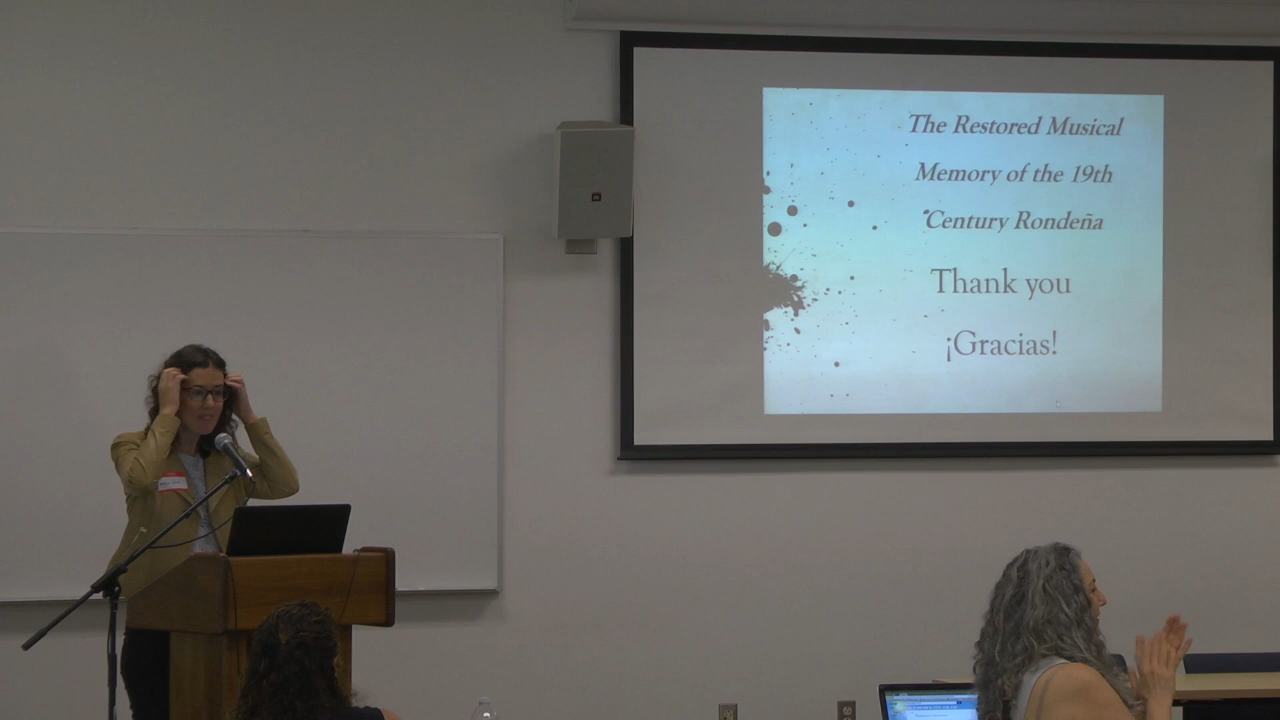 The Restored Musical
Memory of the 19th
Century Rondeña
Thank you
¡Gracias!